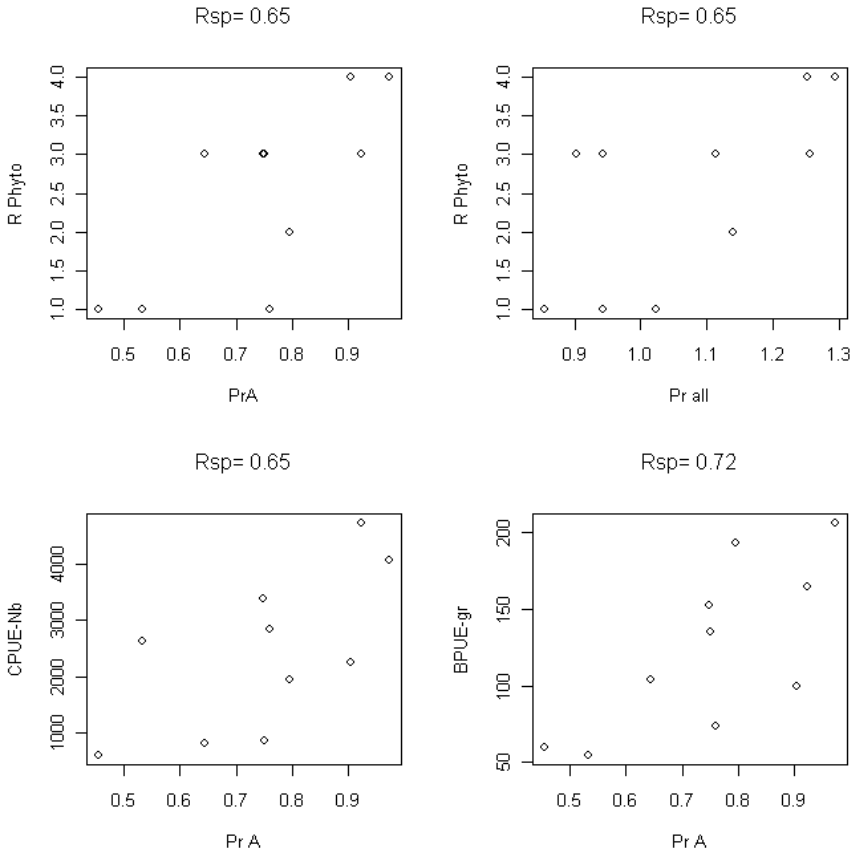 Rsp= 0.65
R Phyto
4.0
3.5
3.0
2.5
2.0
1.5
1.0
0.5 0.6 0.7 0.8 0.9
PrA
Rsp= 0.65
R Phyto
4.0
3.5
3.0
2.5
2.0
1.5
1.0
0.9 1.0 1.1 1.2 1.3
Pr all
Rsp= 0.65
CPUE-Nb
4000
3000
2000
1000
0.5 0.6 0.7 0.8 0.9
Pr A
Rsp= 0.72
BPUE-gr
200
150
100
50
0.5 0.6 0.7 0.8 0.9
Pr A